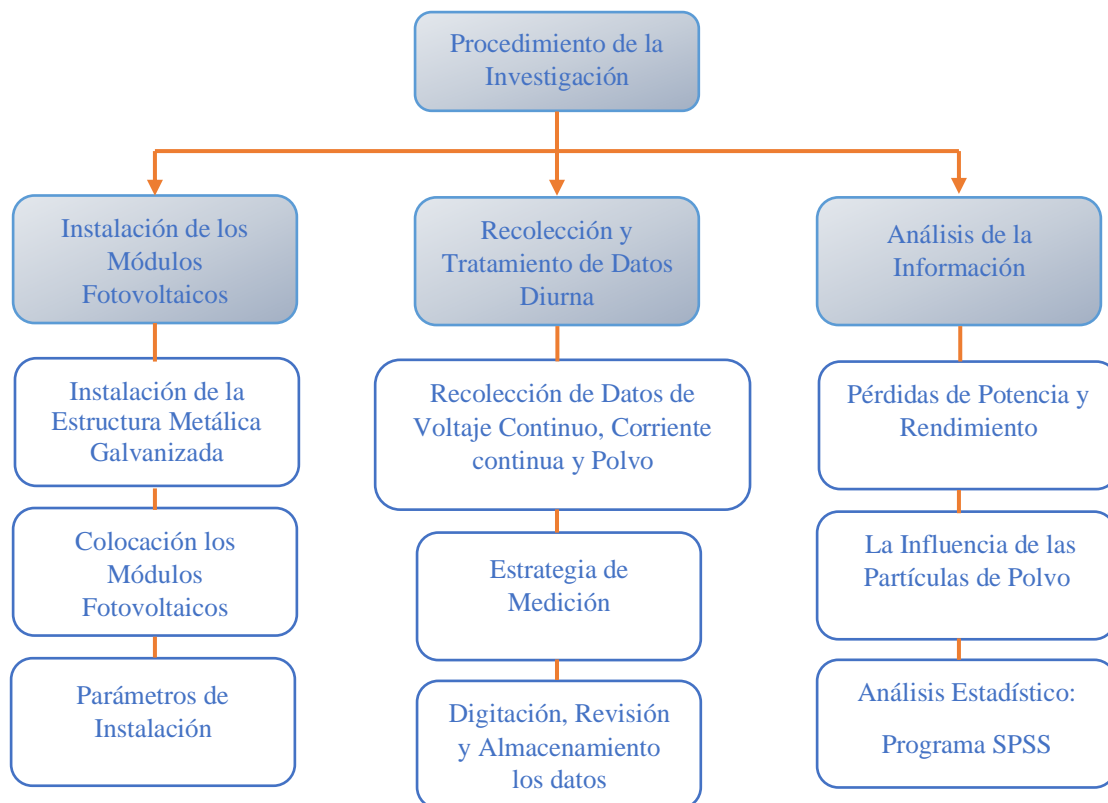 Procedimiento de la
Investigación
Instalación de los
Módulos
Fotovoltaicos
Instalación de la
Estructura Metálica
Galvanizada
Colocación los
Módulos
Fotovoltaicos
Parámetros de
Instalación
Recolección y
Tratamiento de Datos
Diurna
Recolección de Datos de
Voltaje Continuo, Corriente
continua y Polvo
Estrategia de
Medición
Digitación, Revisión
y Almacenamiento
los datos
Análisis de la
Información
Pérdidas de Potencia y
Rendimiento
La Influencia de las
Partículas de Polvo
Análisis Estadístico:
Programa SPSS